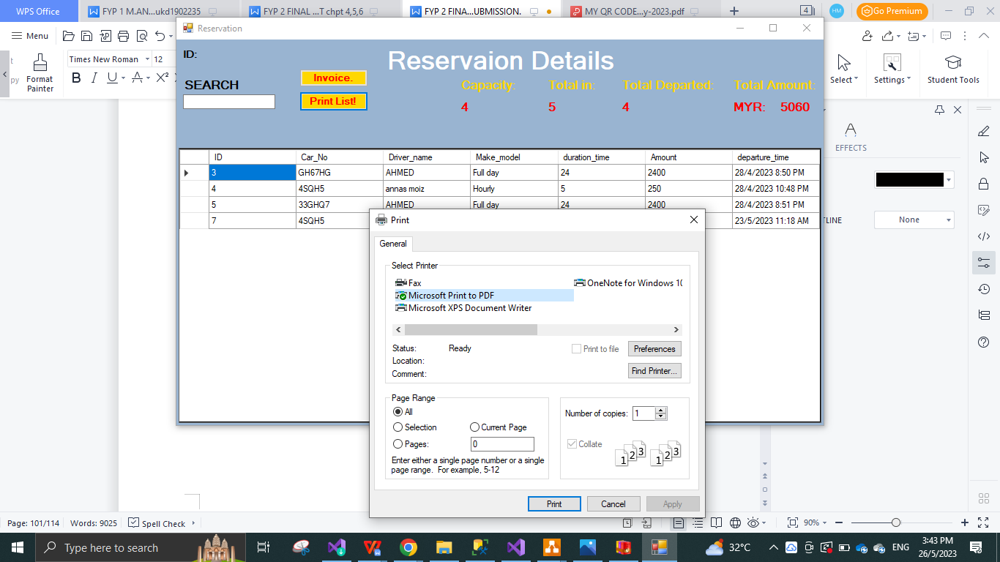 WPS Office
FYP 1 M.AN...ukd1902235
FYP 2 FINAL ...T chpt 4,5,6
FYP 2 FINA...UBMISSION.
MY QR CODE...y-2023.pdf
4
HM
Go Premium
Menu
Reservation
Times New Roman
12
Format
Painter
B I U A X²
Select
Settings
Student Tools
ID:
Reservaion Details
SEARCH
Invoice.
Print List!
Capacity: Total in: Total Departed: Total Amount:
4 5 4 MYR: 5060
EFFECTS
ID Car_No Driver_name Make_model duration_time Amount departure_time
3 GH67HG AHMED Full day 24 2400 28/4/2023 8:50 PM
4 4SQH5 annas moiz Hourly 5 250 28/4/2023 10:48 PM
5 33GHQ7 AHMED Full day 24 2400 28/4/2023 8:51 PM
7 4SQH5 23/5/2023 11:18 AM
TLINE None
Print
General
Select Printer
Fax
OneNote for Windows 10
Microsoft Print to PDF
Microsoft XPS Document Writer
Status: Ready
Print to file
Preferences
Location:
Comment:
Find Printer...
Page Range
All
Selection
Current Page
Pages: 0
Enter either a single page number or a single
page range. For example, 5-12
Number of copies: 1
Collate
1 2 3 1 2 3
Print
Cancel
Apply
Page: 101/114
Words: 9025
Spell Check
90%
Type here to search
32°C
ENG
3:43 PM
26/5/2023